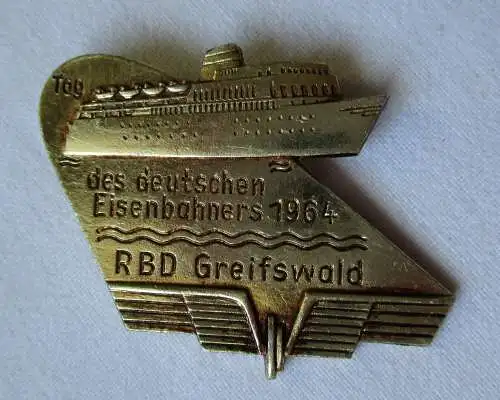 Tag
des deutschen
Eisenbahners 1964
RBD Greifswald